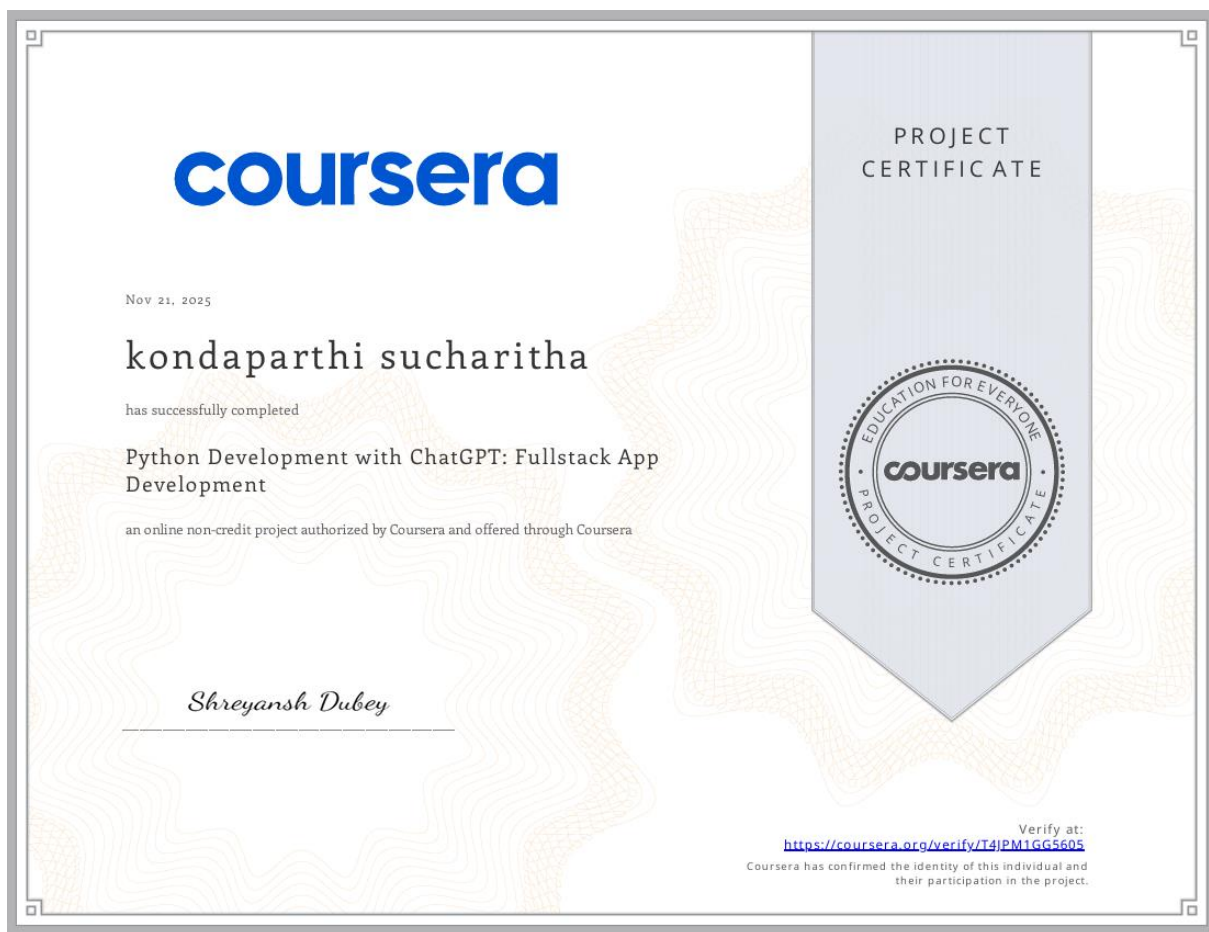 coursera
PROJECT
CERTIFICATE
Nov 21, 2025
kondaparthi sucharitha
has successfully completed
Python Development with ChatGPT: Fullstack App
Development
an online non-credit project authorized by Coursera and offered through Coursera
EDUCATION FOR EVERYONE
coursera
PROJECT CERTIFICATE
Shreyansh Dubey
Verify at:
https://coursera.org/verify/T4JPM1GG5605
Coursera has confirmed the identity of this individual and
their participation in the project.